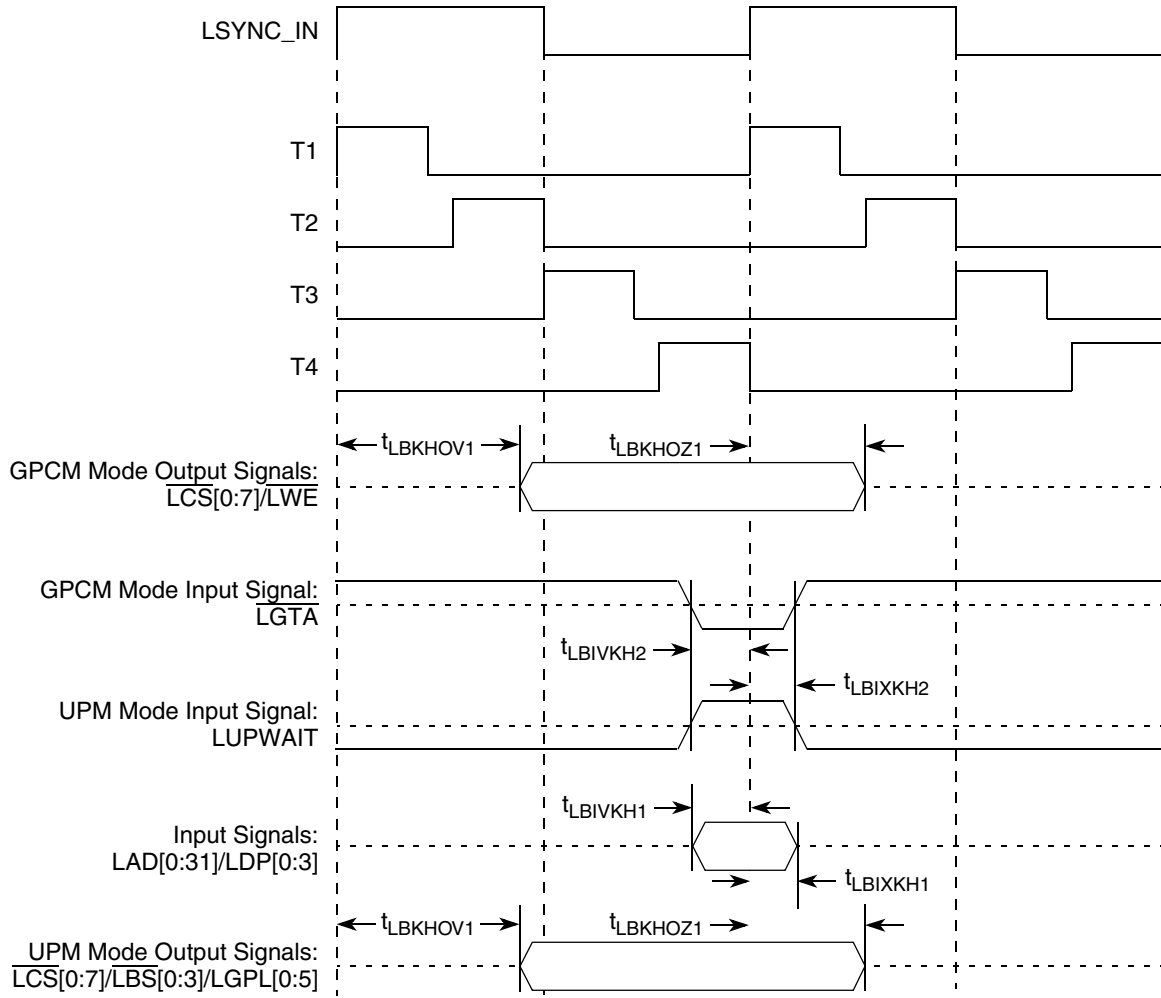 LSYNC_IN
T1
T2
T3
T4
tLBKHOV1
tLBKHOZ1
GPCM Mode Output Signals:
LCS[0:7]/LWE
GPCM Mode Input Signal:
LGTA
tLBIVKH2
tLBIXKH2
UPM Mode Input Signal:
LUPWAIT
tLBIVKH1
Input Signals:
LAD[0:31]/LDP[0:3]
tLBIXKH1
tLBKHOV1
tLBKHOZ1
UPM Mode Output Signals:
LCS[0:7]/LBS[0:3]/LGPL[0:5]